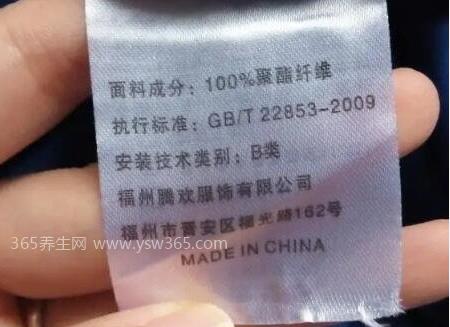 面料成分：100%聚酯纤维
执行标准：GB/T 22853-2009
安装技术类别：B类
福州腾欢服饰有限公司
福州市晋安区福光路162号
365养生网 www.ysw365.com
MADE IN CHINA